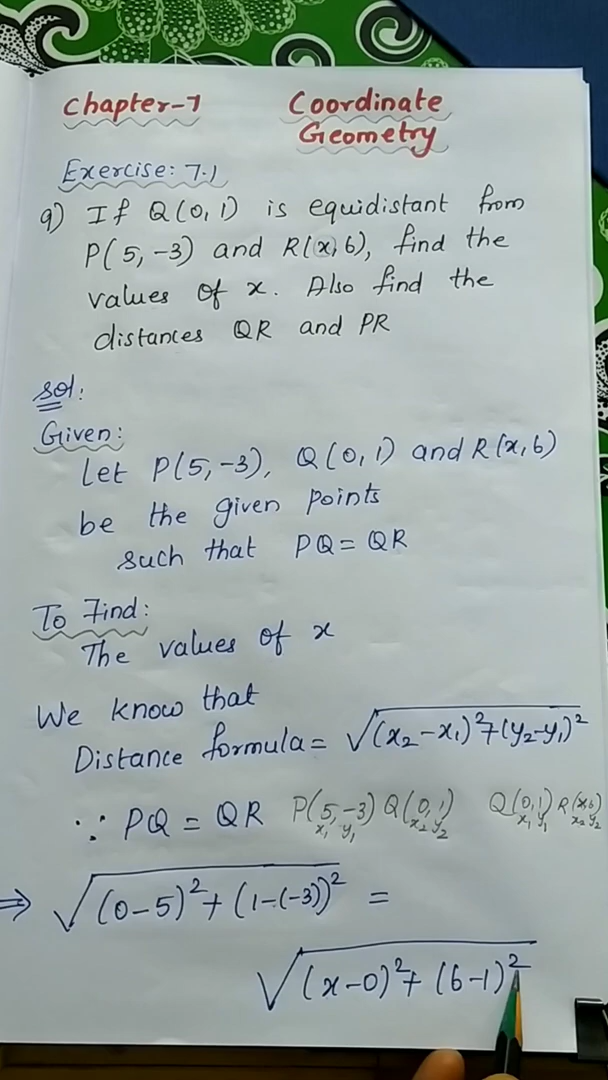 Chapter-7 Coordinate
Geometry
Exercise: 7.1
9) If Q(0,1) is equidistant from
P(5,-3) and R(x,6), find the
values of x. Also find the
distances QR and PR
Sol:
Given:
Let P(5,-3), Q(0,1) and R(x,6)
be the given points
such that PQ = QR
To Find:
The values of x
We know that
Distance formula = √(x₂-x₁)²+(y₂-y₁)²
∵ PQ = QR P(5,-3) Q(0,1) Q(0,1) R(x,6)
x₁ y₁ x₂ y₂ x₁ y₁ x₂ y₂
⇒ √(0-5)²+(1-(-3))² =
√(x-0)²+(6-1)²